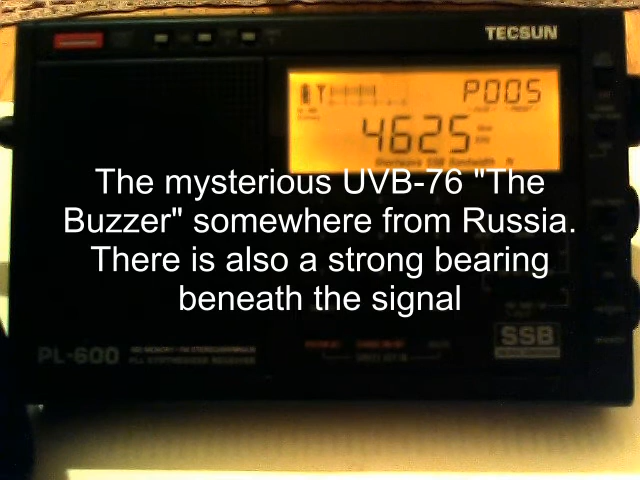 TECSUN
P005
4625
The mysterious UVB-76 "The
Buzzer" somewhere from Russia.
There is also a strong bearing
beneath the signal
SSB
PL-600